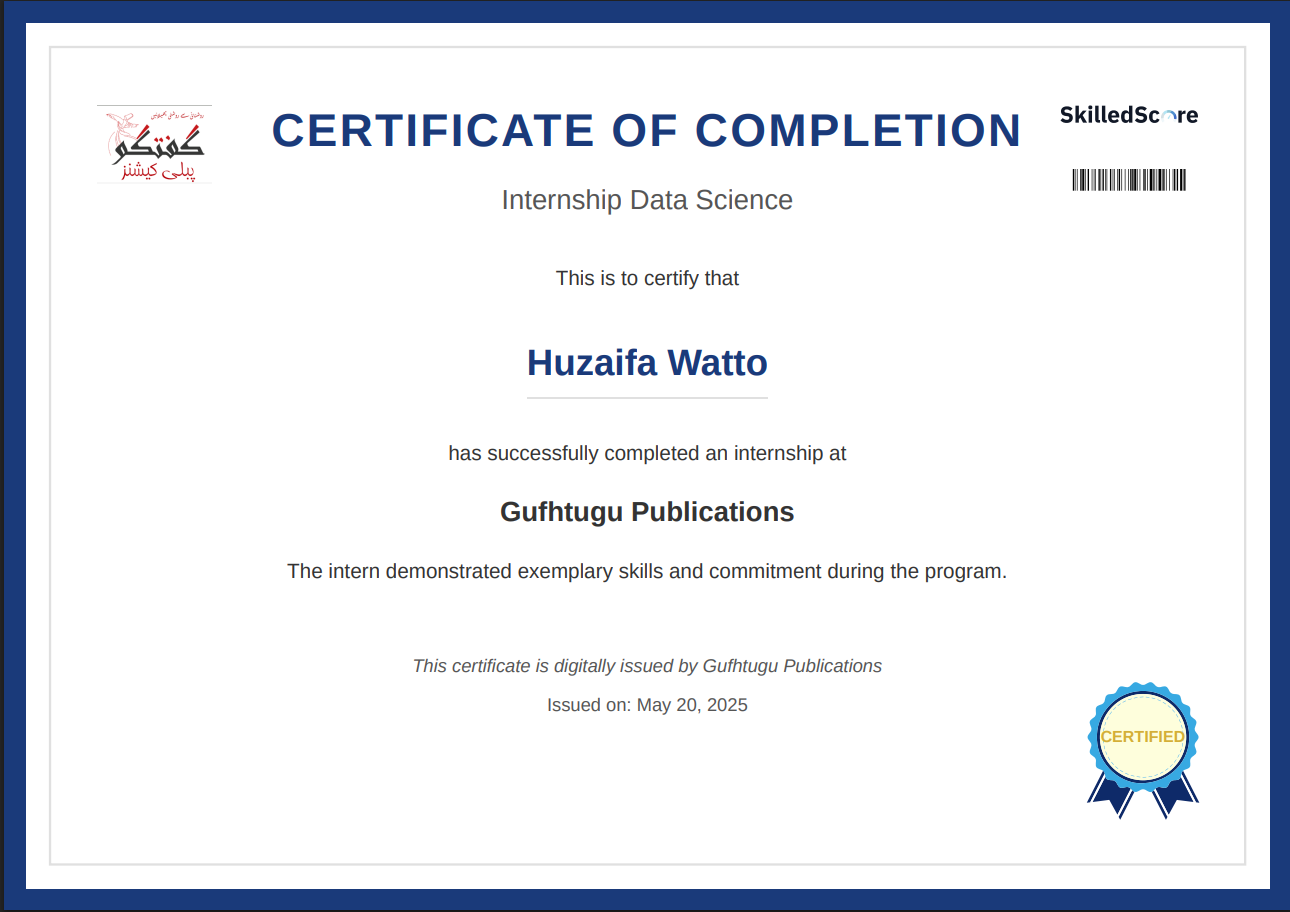 گفتگو
پبلی کیشنز
CERTIFICATE OF COMPLETION
SkilledScore
Internship Data Science
This is to certify that
Huzaifa Watto
has successfully completed an internship at
Gufhtugu Publications
The intern demonstrated exemplary skills and commitment during the program.
This certificate is digitally issued by Gufhtugu Publications
Issued on: May 20, 2025
CERTIFIED